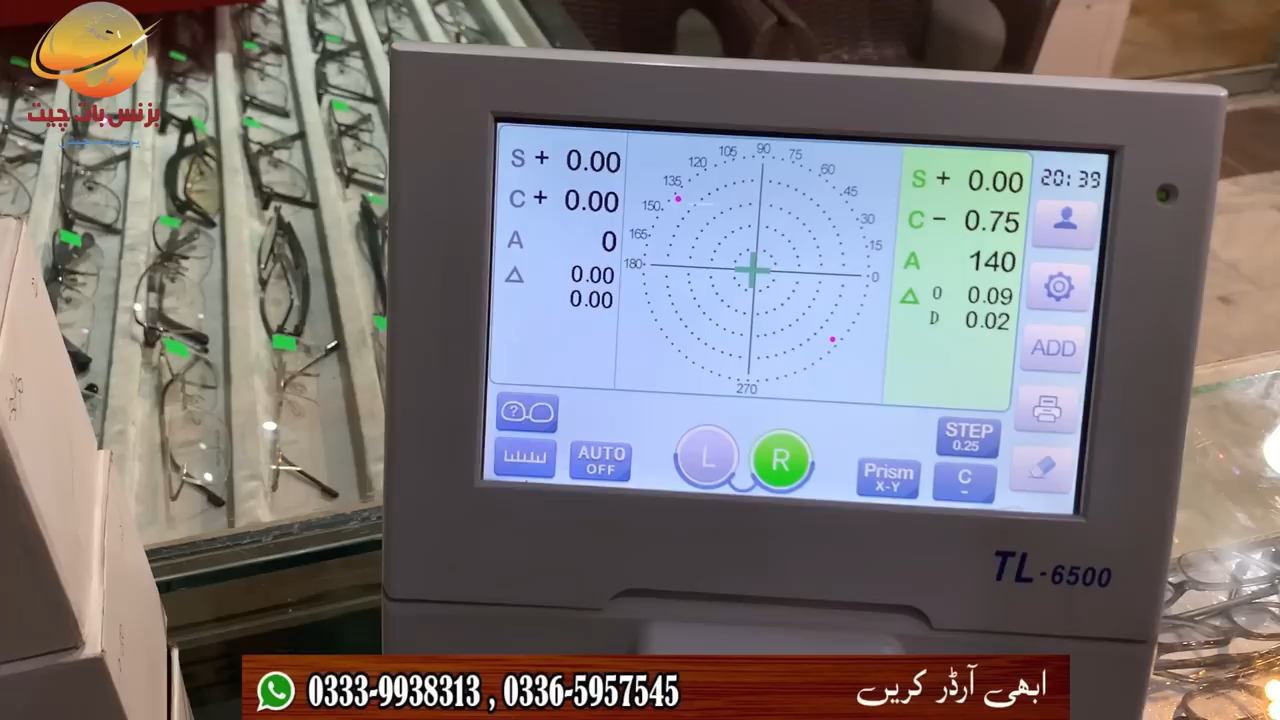 بزنس بات چیت
S + 0.00
C + 0.00
A 0
△ 0.00
0.00
105 90 75
120 60
135 45
150 30
165 15
180 0
270
S + 0.00
C - 0.75
A 140
△ O 0.09
D 0.02
20:39
ADD
?
AUTO
OFF
L
R
Prism
X-Y
STEP
0.25
C
-
TL-6500
0333-9938313 , 0336-5957545
ابھی آرڈر کریں